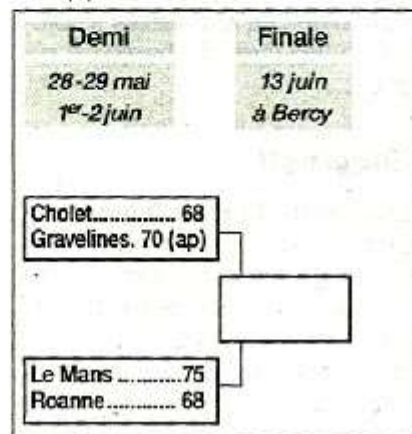 Demi
Finale
28-29 mai
1er-2 juin
13 juin
à Bercy
Cholet................ 68
Gravelines. 70 (ap)
Le Mans ............75
Roanne............. 68